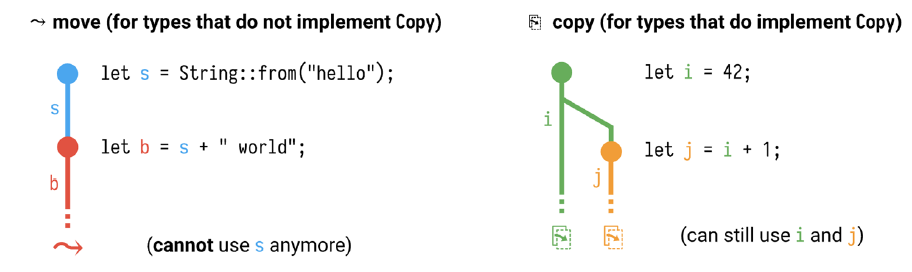 ⤳ move (for types that do not implement Copy)
let s = String::from("hello");
s
let b = s + " world";
b
(cannot use s anymore)
copy (for types that do implement Copy)
let i = 42;
i
let j = i + 1;
j
(can still use i and j)